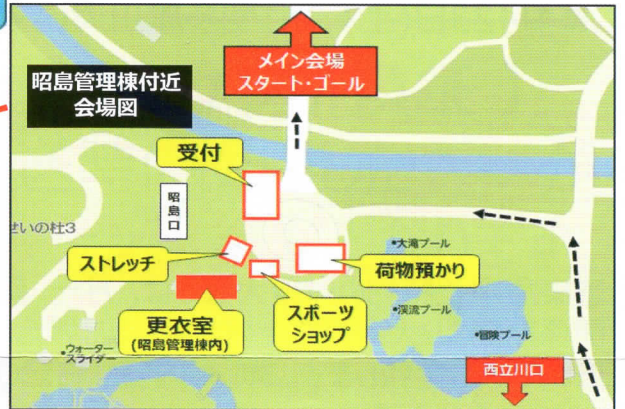 メイン会場
スタート・ゴール
昭島管理棟付近
会場図
受付
昭島口
せいの杜3
ストレッチ
・大滝プール
荷物預かり
スポーツ
ショップ
・渓流プール
更衣室
(昭島管理棟内)
・冒険プール
・ウォーター
スライダー
西立川口